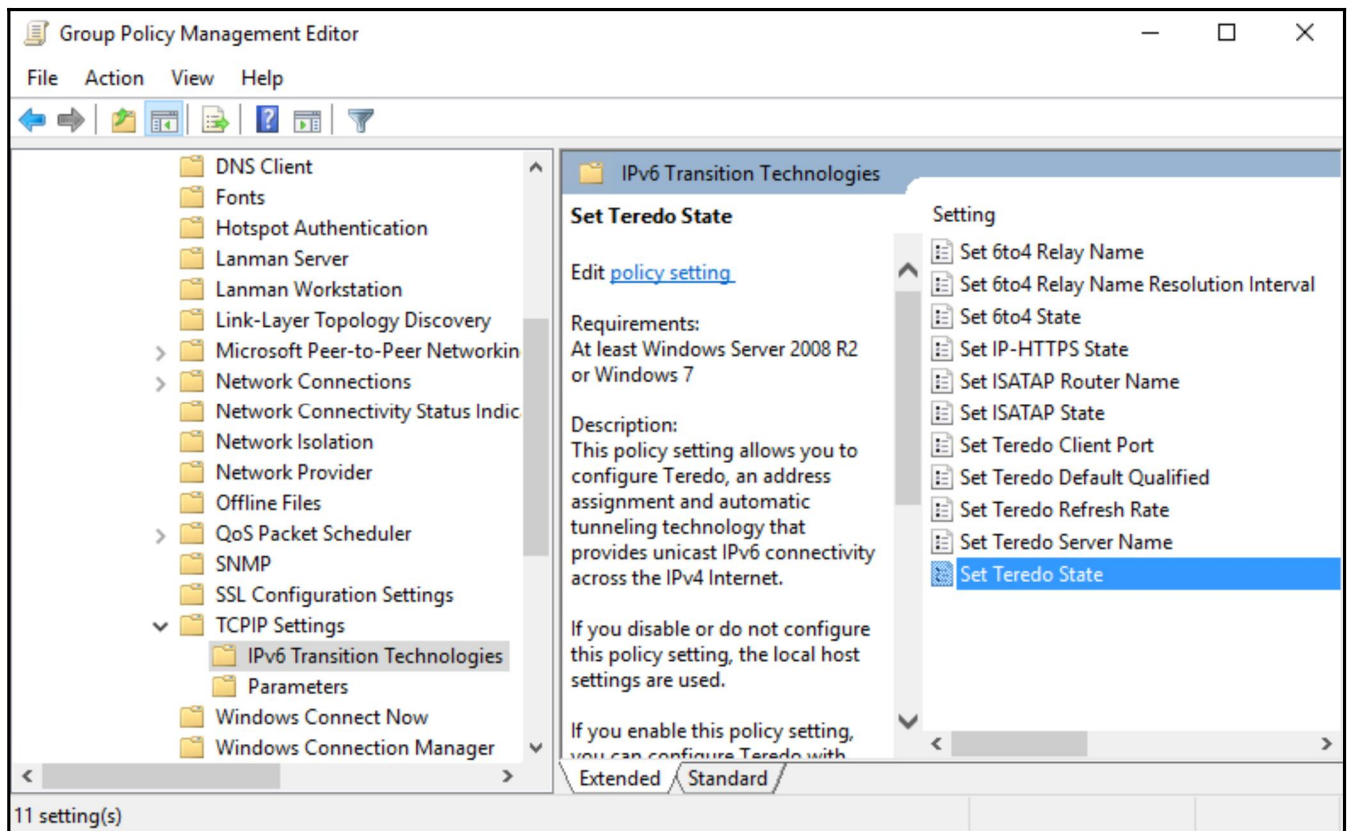 Group Policy Management Editor
File Action View Help
DNS Client
Fonts
Hotspot Authentication
Lanman Server
Lanman Workstation
Link-Layer Topology Discovery
Microsoft Peer-to-Peer Networkin
Network Connections
Network Connectivity Status Indic
Network Isolation
Network Provider
Offline Files
QoS Packet Scheduler
SNMP
SSL Configuration Settings
TCPIP Settings
IPv6 Transition Technologies
Parameters
Windows Connect Now
Windows Connection Manager
IPv6 Transition Technologies
Set Teredo State
Edit policy setting
Requirements:
At least Windows Server 2008 R2
or Windows 7
Description:
This policy setting allows you to
configure Teredo, an address
assignment and automatic
tunneling technology that
provides unicast IPv6 connectivity
across the IPv4 Internet.
If you disable or do not configure
this policy setting, the local host
settings are used.
If you enable this policy setting,
you can configure Teredo with
Setting
Set 6to4 Relay Name
Set 6to4 Relay Name Resolution Interval
Set 6to4 State
Set IP-HTTPS State
Set ISATAP Router Name
Set ISATAP State
Set Teredo Client Port
Set Teredo Default Qualified
Set Teredo Refresh Rate
Set Teredo Server Name
Set Teredo State
Extended Standard
11 setting(s)